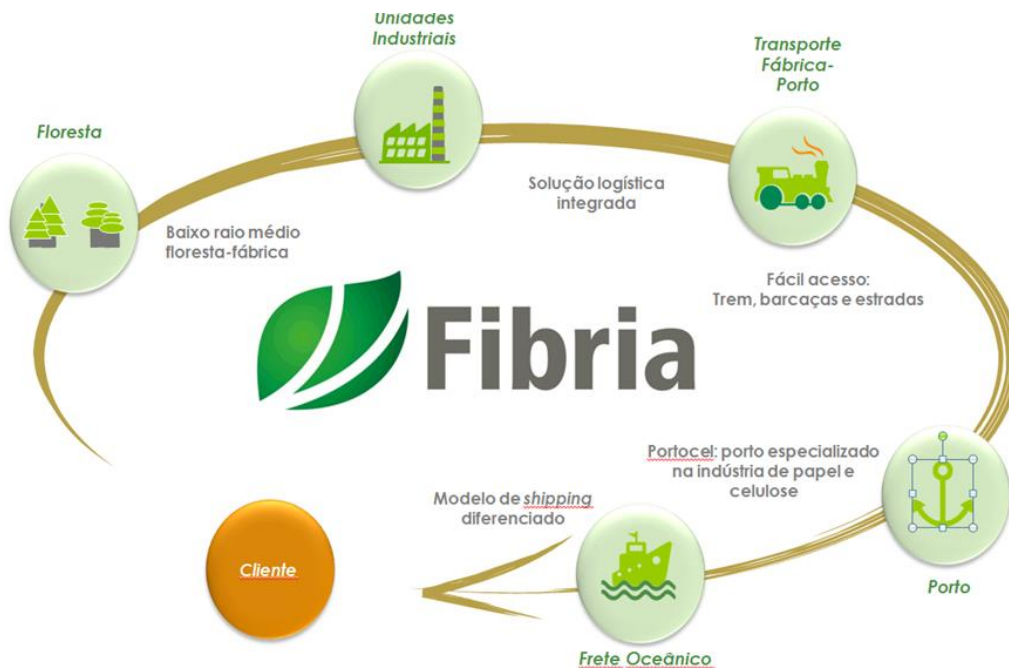 Unidades
Industriais
Transporte
Fábrica-
Porto
Floresta
Solução logística
integrada
Baixo raio médio
floresta-fábrica
Fácil acesso:
Trem, barcaças e estradas
Fibria
Portocel: porto especializado
na indústria de papel e
celulose
Modelo de shipping
diferenciado
Cliente
Porto
Frete Oceânico